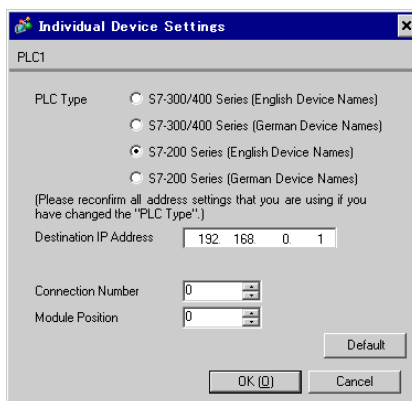 Individual Device Settings
PLC1
PLC Type
S7-300/400 Series (English Device Names)
S7-300/400 Series (German Device Names)
S7-200 Series (English Device Names)
S7-200 Series (German Device Names)
(Please reconfirm all address settings that you are using if you
have changed the "PLC Type".)
Destination IP Address 192. 168. 0. 1
Connection Number 0
Module Position 0
Default
OK (O) Cancel